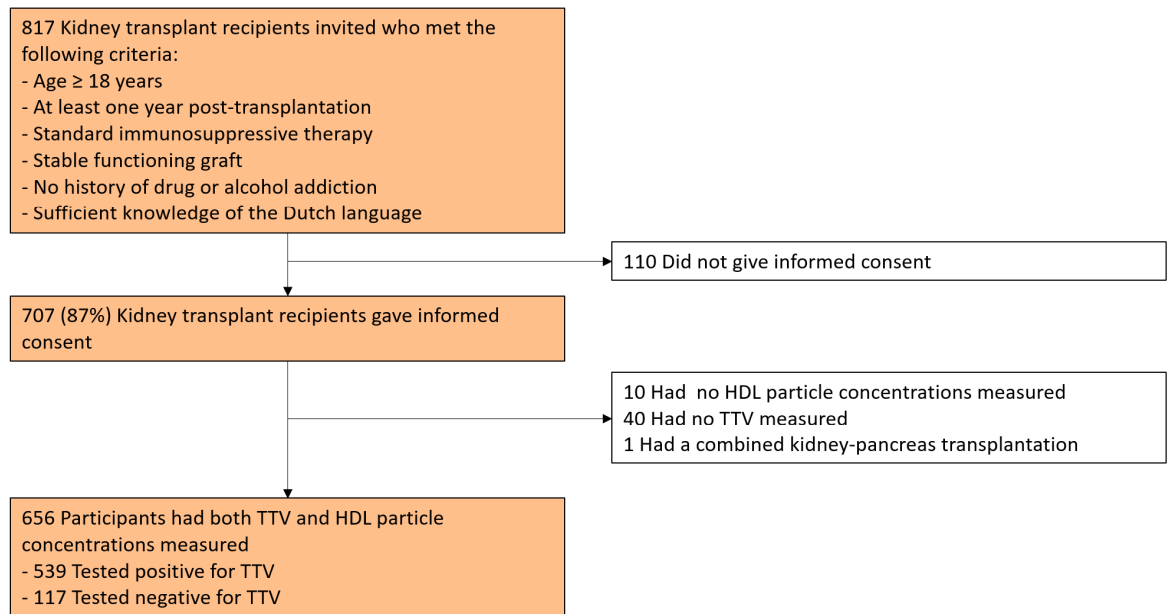 817 Kidney transplant recipients invited who met the
following criteria:
- Age ≥ 18 years
- At least one year post-transplantation
- Standard immunosuppressive therapy
- Stable functioning graft
- No history of drug or alcohol addiction
- Sufficient knowledge of the Dutch language
110 Did not give informed consent
707 (87%) Kidney transplant recipients gave informed
consent
10 Had  no HDL particle concentrations measured
40 Had no TTV measured
1 Had a combined kidney-pancreas transplantation
656 Participants had both TTV and HDL particle
concentrations measured
- 539 Tested positive for TTV
- 117 Tested negative for TTV